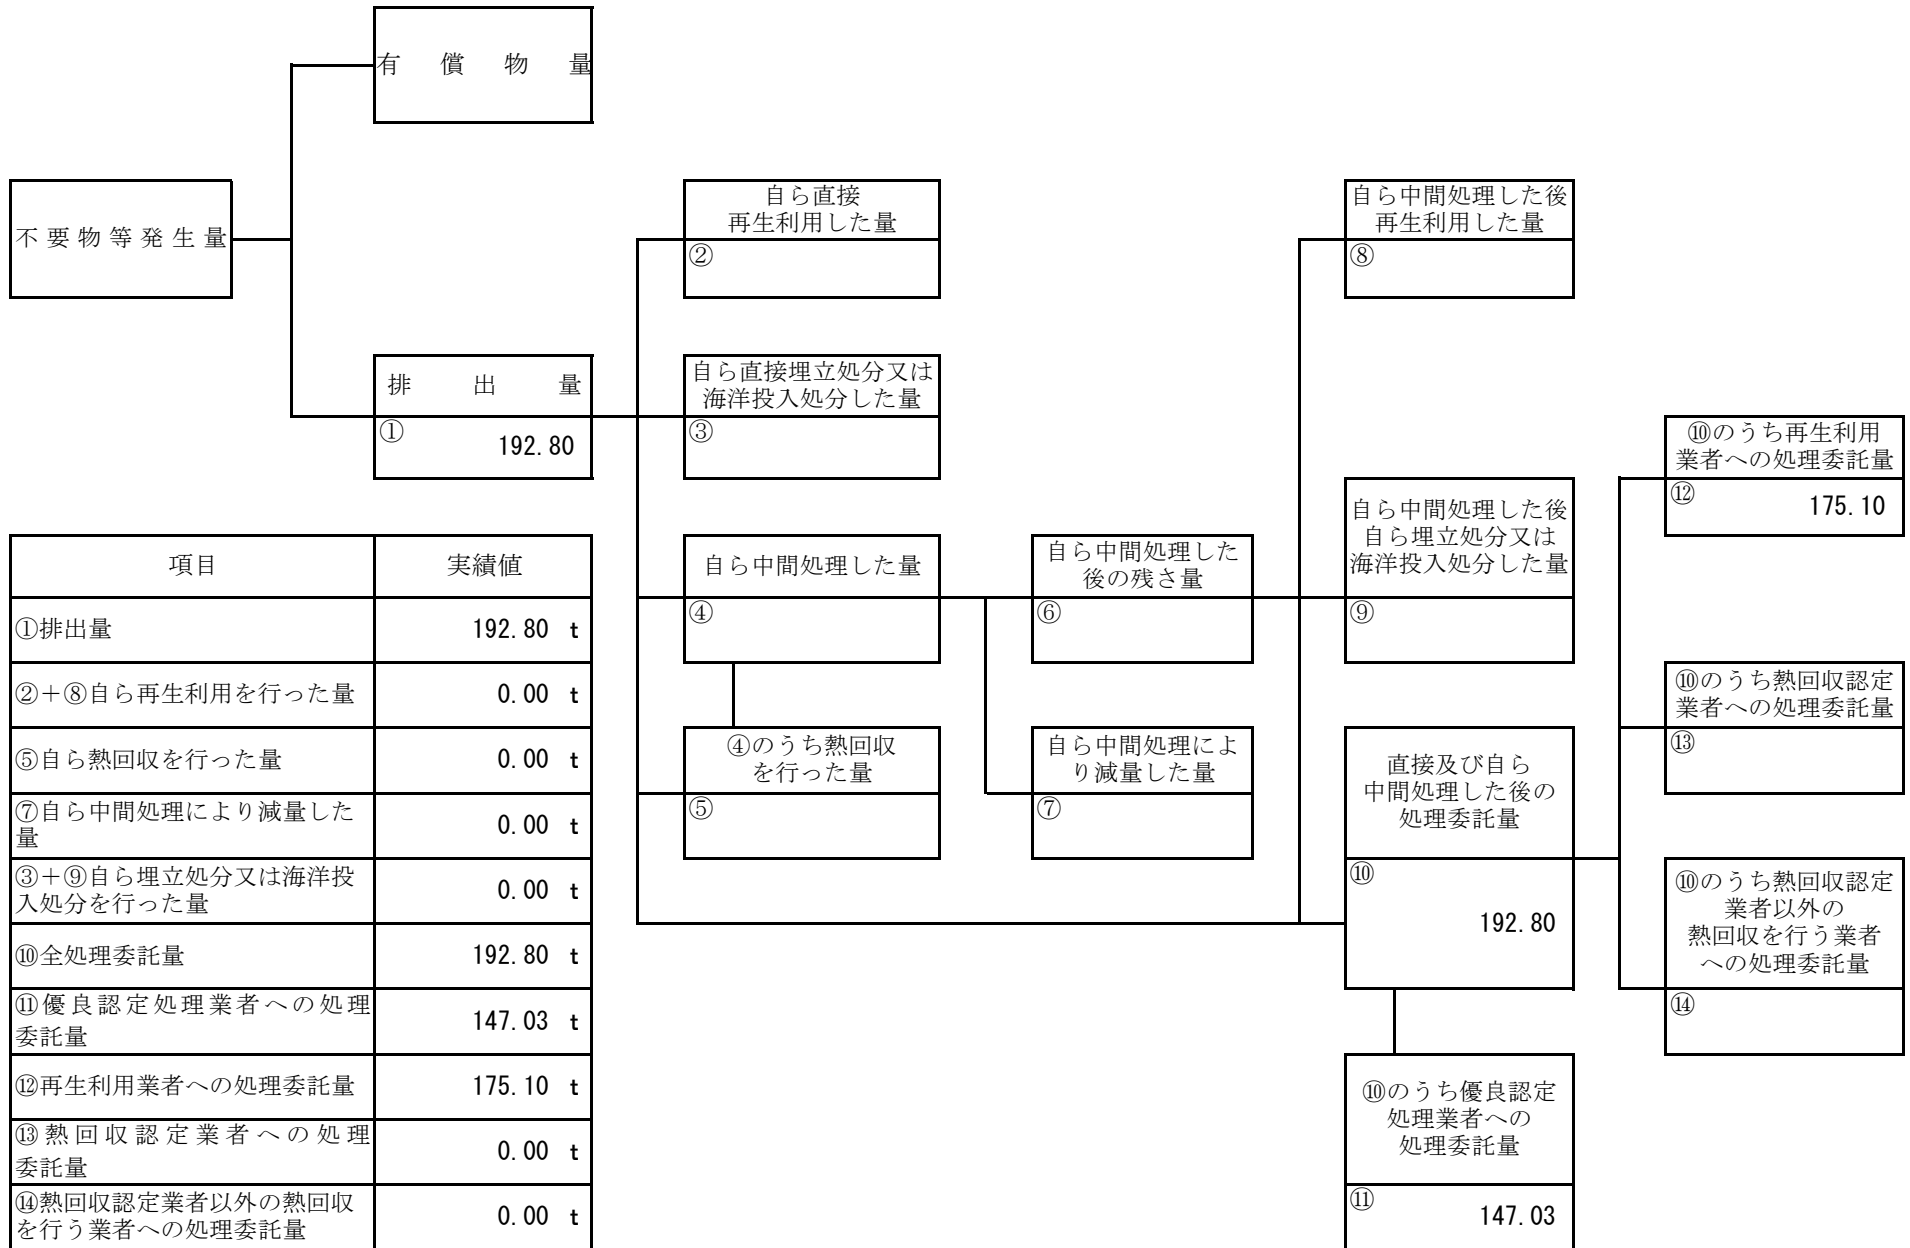 有償物量
不要物等発生量
排出量
①
192.80
自ら直接
再生利用した量
②
自ら直接埋立処分又は
海洋投入処分した量
③
自ら中間処理した量
④
④のうち熱回収
を行った量
⑤
自ら中間処理した
後の残さ量
⑥
自ら中間処理によ
り減量した量
⑦
自ら中間処理した後
再生利用した量
⑧
自ら中間処理した後
自ら埋立処分又は
海洋投入処分した量
⑨
直接及び自ら
中間処理した後の
処理委託量
⑩
192.80
⑩のうち優良認定
処理業者への
処理委託量
⑪
147.03
⑩のうち再生利用
業者への処理委託量
⑫
175.10
⑩のうち熱回収認定
業者への処理委託量
⑬
⑩のうち熱回収認定
業者以外の
熱回収を行う業者
への処理委託量
⑭
項目 実績値
①排出量 192.80 t
②＋⑧自ら再生利用を行った量 0.00 t
⑤自ら熱回収を行った量 0.00 t
⑦自ら中間処理により減量した
量 0.00 t
③＋⑨自ら埋立処分又は海洋投
入処分を行った量 0.00 t
⑩全処理委託量 192.80 t
⑪優良認定処理業者への処理
委託量 147.03 t
⑫再生利用業者への処理委託量 175.10 t
⑬熱回収認定業者への処理
委託量 0.00 t
⑭熱回収認定業者以外の熱回収
を行う業者への処理委託量 0.00 t